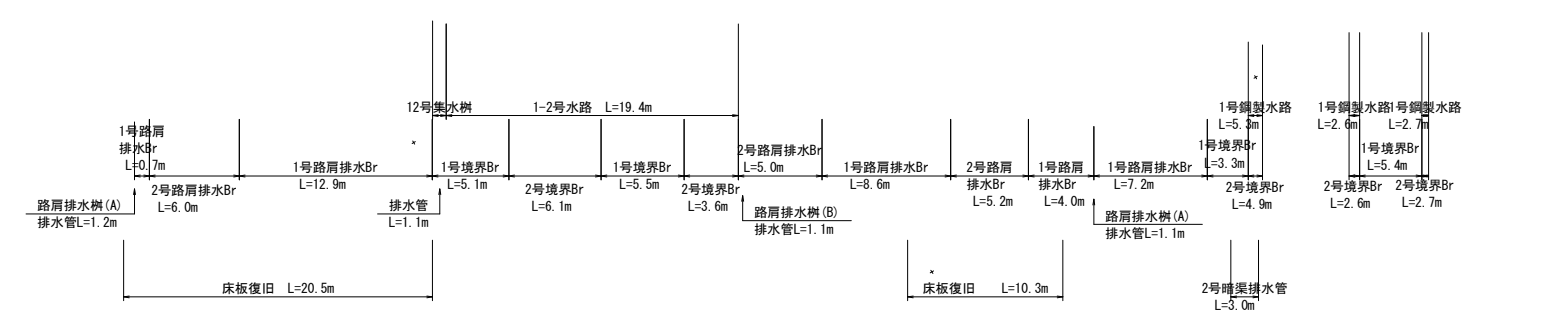 12号集水桝
1-2号水路 L=19.4m
1号鋼製水路
L=5.3m
1号鋼製水路
L=2.6m
1号鋼製水路
L=2.7m
1号路肩
排水Br
L=0.7m
2号路肩排水Br
L=6.0m
1号路肩排水Br
L=12.9m
1号境界Br
L=5.1m
2号境界Br
L=6.1m
1号境界Br
L=5.5m
2号境界Br
L=3.6m
2号路肩排水Br
L=5.0m
1号路肩排水Br
L=8.6m
2号路肩
排水Br
L=5.2m
1号路肩
排水Br
L=4.0m
1号路肩排水Br
L=7.2m
1号境界Br
L=3.3m
2号境界Br
L=4.9m
2号境界Br
L=2.6m
1号境界Br
L=5.4m
2号境界Br
L=2.7m
路肩排水桝(A)
排水管L=1.2m
排水管
L=1.1m
路肩排水桝(B)
排水管L=1.1m
路肩排水桝(A)
排水管L=1.1m
床板復旧 L=20.5m
床板復旧 L=10.3m
2号暗渠排水管
L=3.0m